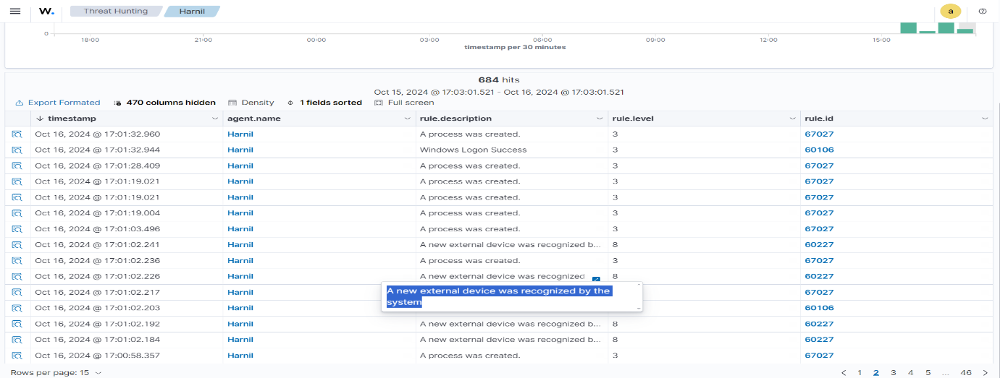 W. Threat Hunting Harnil a
0
18:00 21:00 00:00 03:00 06:00 09:00 12:00 15:00
timestamp per 30 minutes
684 hits
Oct 15, 2024 @ 17:03:01.521 - Oct 16, 2024 @ 17:03:01.521
Export Formated 470 columns hidden Density 1 fields sorted Full screen
timestamp agent.name rule.description rule.level rule.id
Oct 16, 2024 @ 17:01:32.960 Harnil A process was created. 3 67027
Oct 16, 2024 @ 17:01:32.944 Harnil Windows Logon Success 3 60106
Oct 16, 2024 @ 17:01:28.409 Harnil A process was created. 3 67027
Oct 16, 2024 @ 17:01:19.021 Harnil A process was created. 3 67027
Oct 16, 2024 @ 17:01:19.021 Harnil A process was created. 3 67027
Oct 16, 2024 @ 17:01:19.004 Harnil A process was created. 3 67027
Oct 16, 2024 @ 17:01:03.496 Harnil A process was created. 3 67027
Oct 16, 2024 @ 17:01:02.241 Harnil A new external device was recognized b... 8 60227
Oct 16, 2024 @ 17:01:02.236 Harnil A process was created. 3 67027
Oct 16, 2024 @ 17:01:02.226 Harnil A new external device was recognized 8 60227
Oct 16, 2024 @ 17:01:02.217 Harnil 67027
A new external device was recognized by the
system
Oct 16, 2024 @ 17:01:02.203 Harnil 60106
Oct 16, 2024 @ 17:01:02.192 Harnil A new external device was recognized b... 8 60227
Oct 16, 2024 @ 17:01:02.184 Harnil A new external device was recognized b... 8 60227
Oct 16, 2024 @ 17:00:58.357 Harnil A process was created. 3 67027
Rows per page: 15 1 2 3 4 5 ... 46